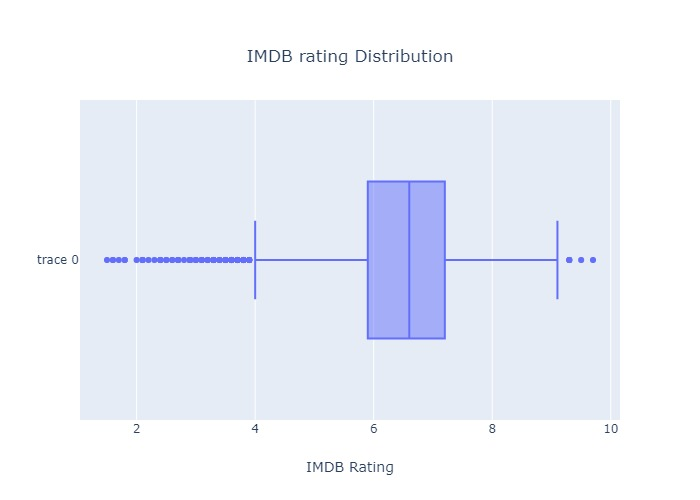 IMDB rating Distribution
trace 0
2 4 6 8 10
IMDB Rating